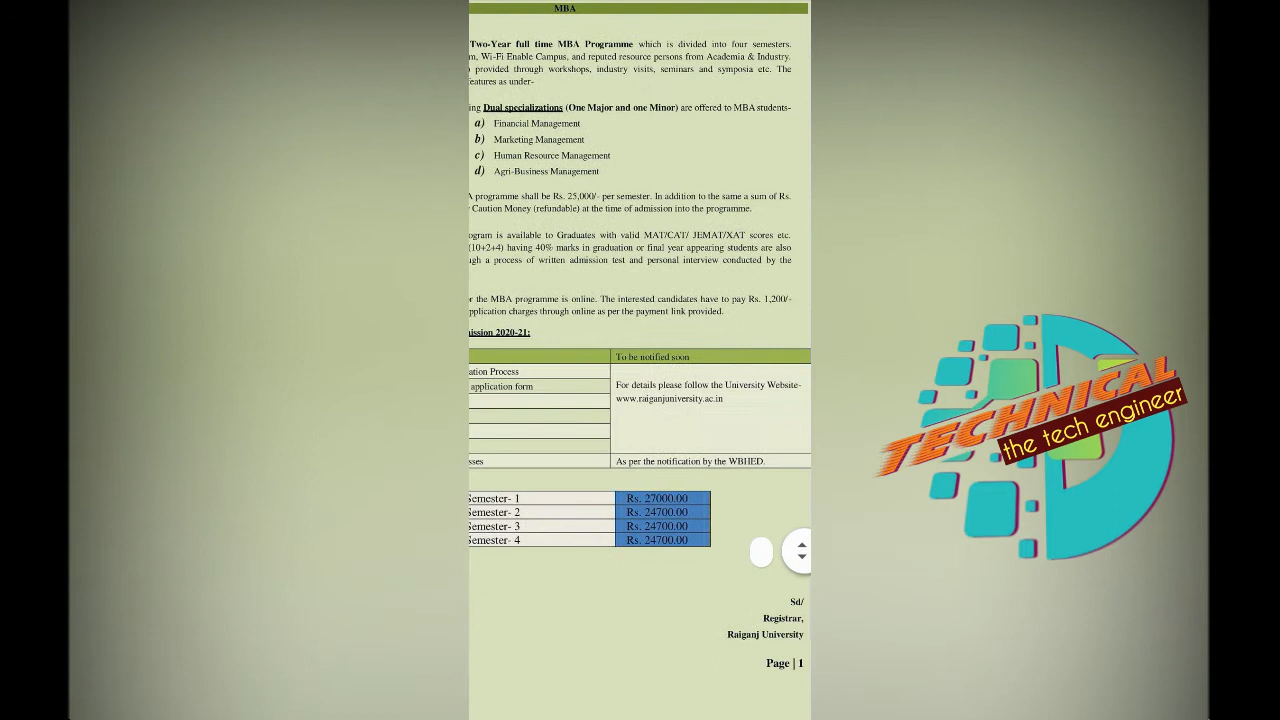 MBA
Two-Year full time MBA Programme which is divided into four semesters.
Wi-Fi Enable Campus, and reputed resource persons from Academia & Industry.
provided through workshops, industry visits, seminars and symposia etc. The
features as under-
Dual specializations (One Major and one Minor) are offered to MBA students-
a) Financial Management
b) Marketing Management
c) Human Resource Management
d) Agri-Business Management
programme shall be Rs. 25,000/- per semester. In addition to the same a sum of Rs.
Caution Money (refundable) at the time of admission into the programme.
ogram is available to Graduates with valid MAT/CAT/ JEMAT/XAT scores etc.
(10+2+4) having 40% marks in graduation or final year appearing students are also
ugh a process of written admission test and personal interview conducted by the
the MBA programme is online. The interested candidates have to pay Rs. 1,200/-
pplication charges through online as per the payment link provided.
ission 2020-21:
To be notified soon
ation Process
application form
For details please follow the University Website-
www.raiganjuniversity.ac.in
sses As per the notification by the WBHED.
Semester- 1 Rs. 27000.00
Semester- 2 Rs. 24700.00
Semester- 3 Rs. 24700.00
Semester- 4 Rs. 24700.00
Sd/
Registrar,
Raiganj University
Page | 1
TECHNICAL
the tech engineer